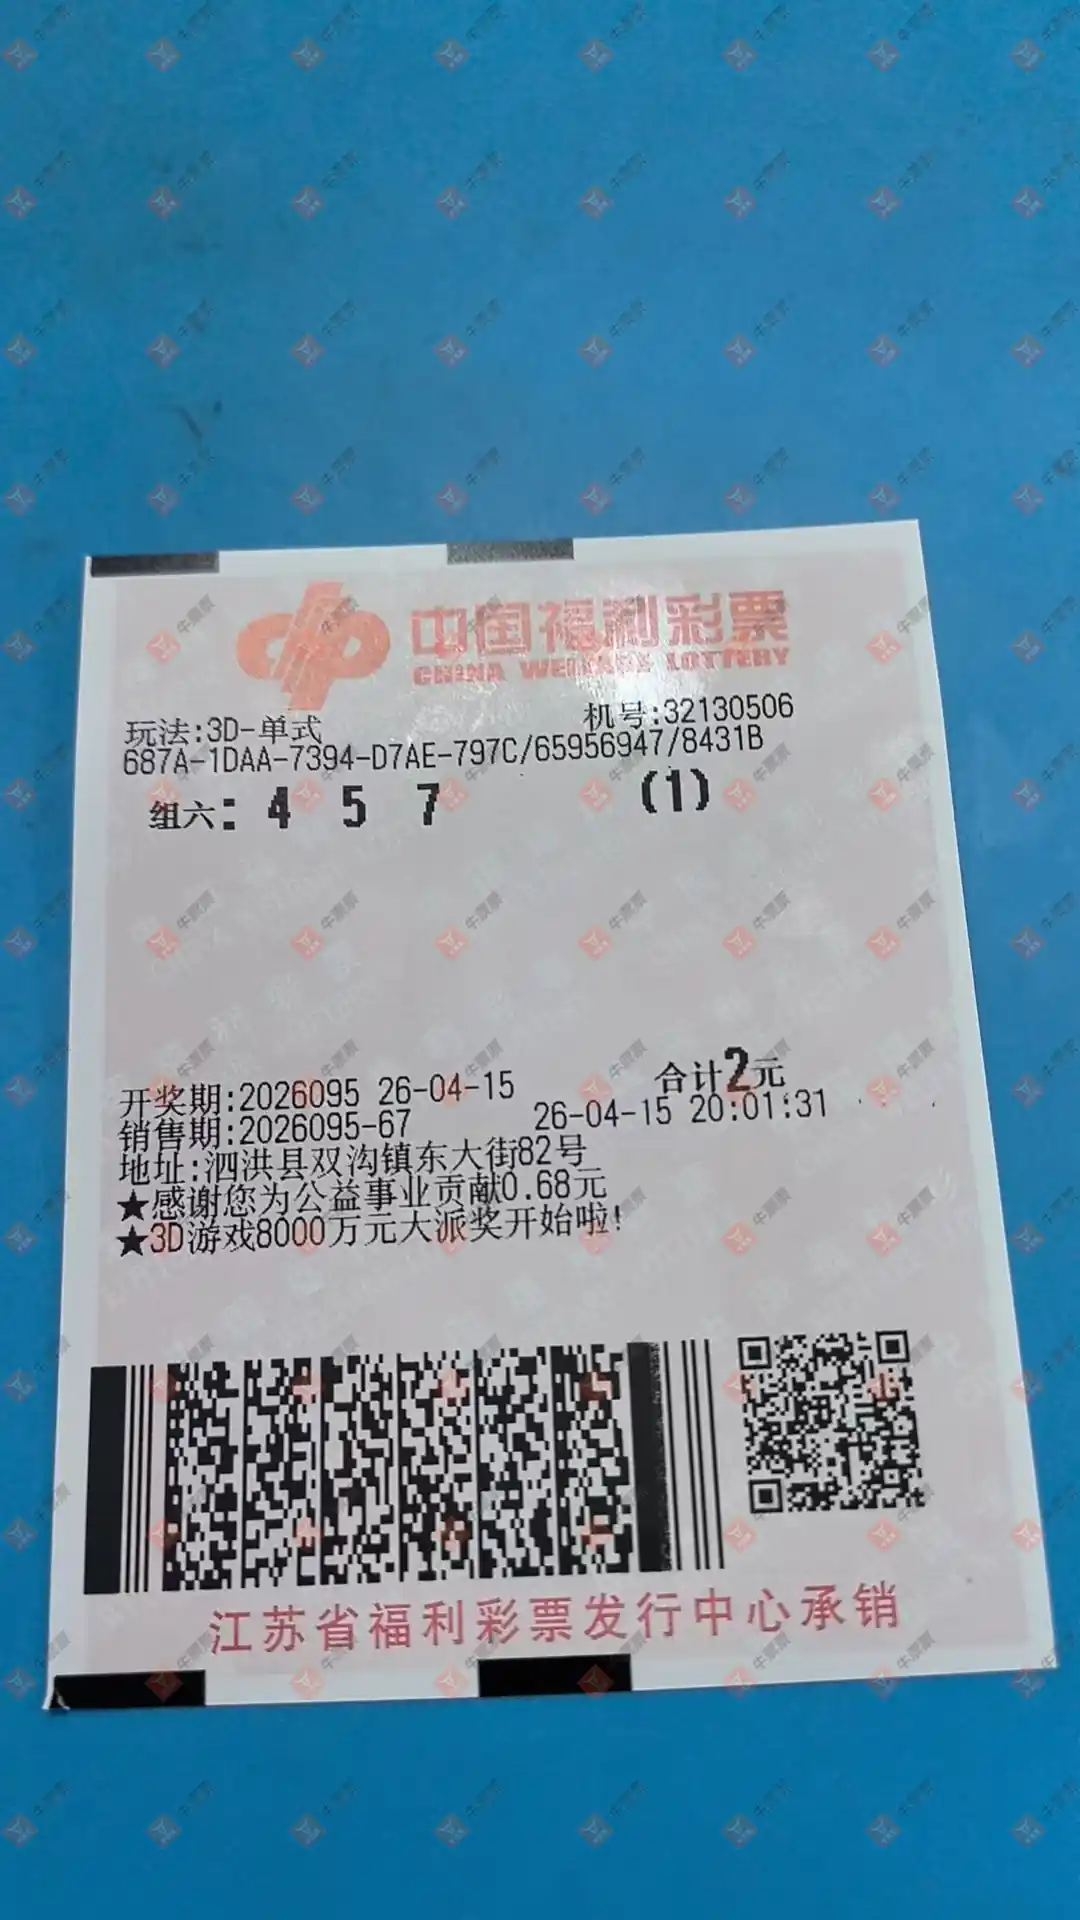 中国福利彩票
CHINA WELFARE LOTTERY
玩法:3D-单式 机号:32130506
687A-1DAA-7394-D7AE-797C/65956947/8431B
组六: 4 5 7 (1)
合计2元
开奖期:2026095 26-04-15
销售期:2026095-67 26-04-15 20:01:31
地址:泗洪县双沟镇东大街82号
★感谢您为公益事业贡献0.68元
★3D游戏8000万元大派奖开始啦!
江苏省福利彩票发行中心承销
牛票票